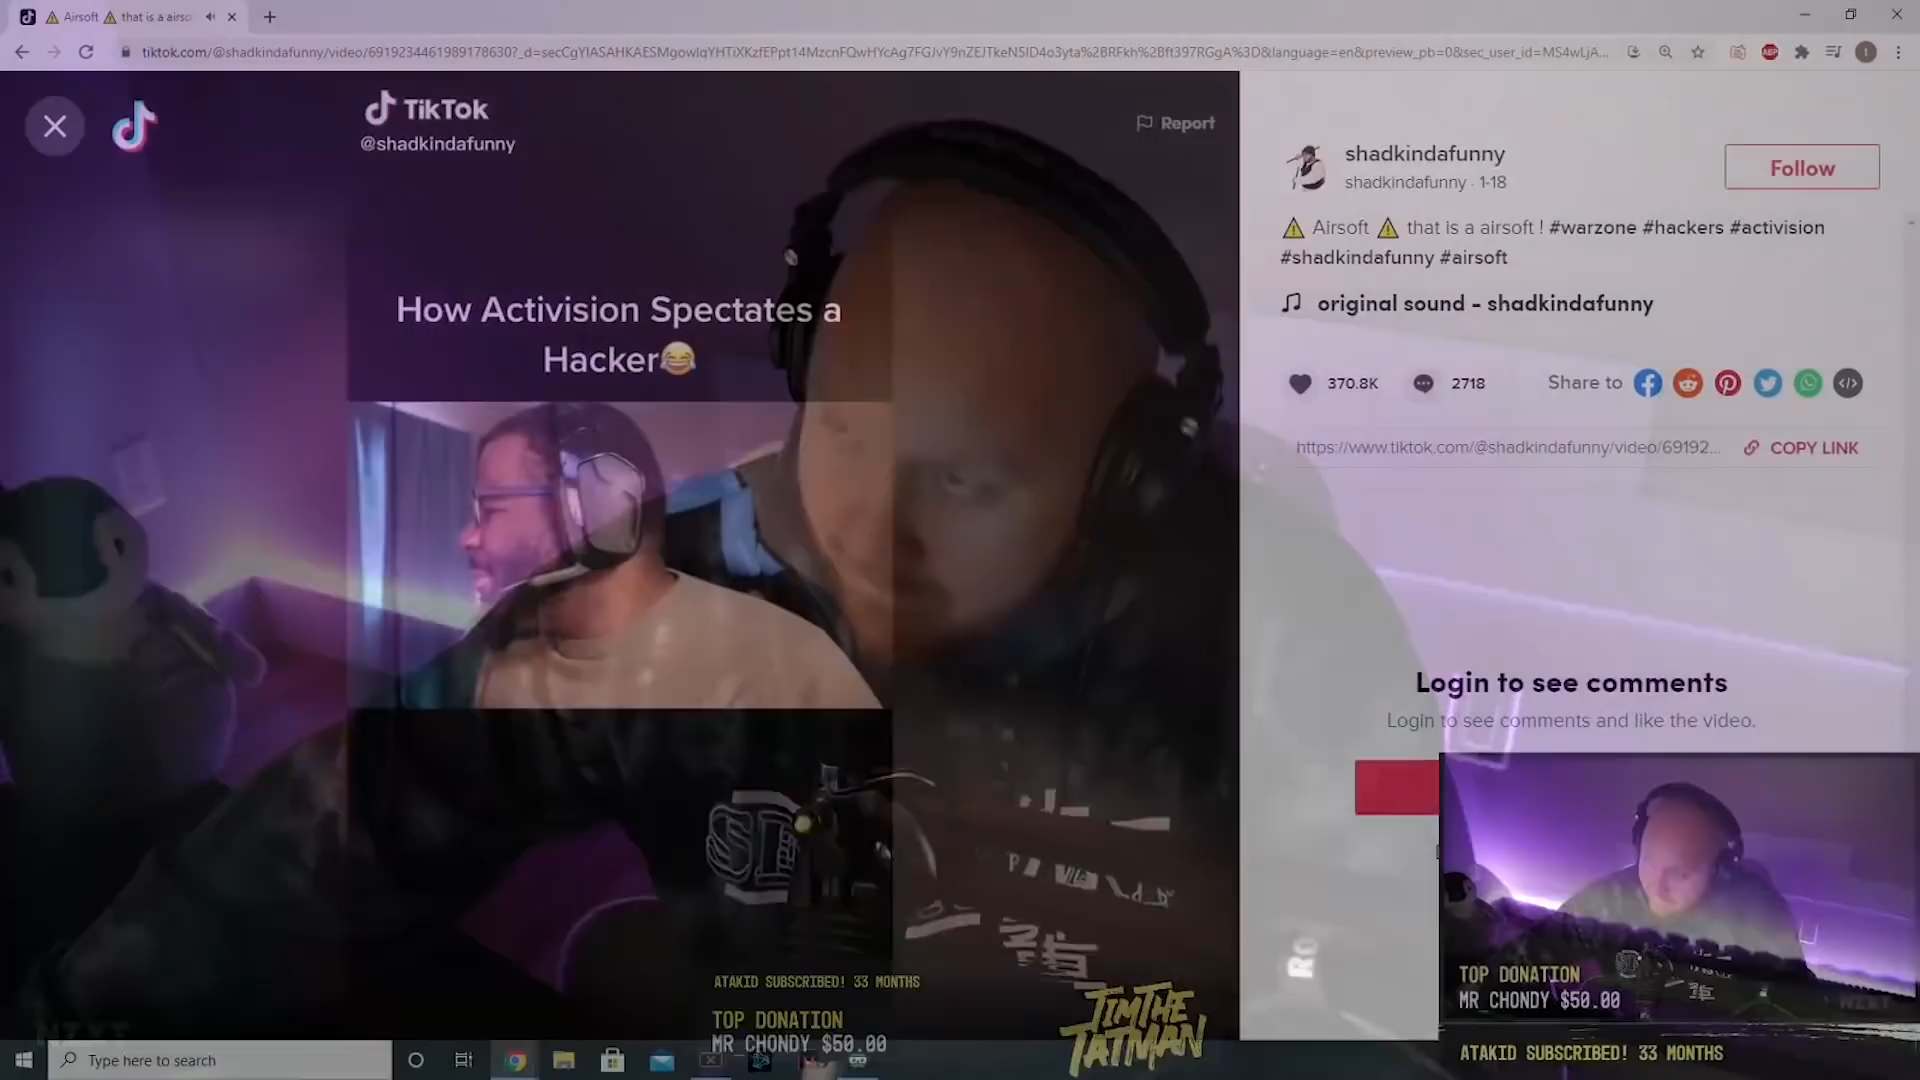 ⚠ Airsoft ⚠ that is a airso
tiktok.com/@shadkindafunny/video/6919234461989178630?_d=secCgYIASAHKAESMgowIqYHTiXKzfEPpt14MzcnFQwHYcAg7FGJvY9nZEJTkeN5ID4o3yta%2BRFkh%2Bft397RGgA%3D&language=en&preview_pb=0&sec_user_id=MS4wLjA...
TikTok
@shadkindafunny
Report
How Activision Spectates a
Hacker😂
shadkindafunny
shadkindafunny · 1-18
Follow
⚠ Airsoft ⚠ that is a airsoft ! #warzone #hackers #activision
#shadkindafunny #airsoft
original sound - shadkindafunny
370.8K
2718
Share to
https://www.tiktok.com/@shadkindafunny/video/69192...
COPY LINK
Login to see comments
Login to see comments and like the video.
ATAKID SUBSCRIBED! 33 MONTHS
TOP DONATION
MR CHONDY $50.00
TIMTHE
TATMAN
TOP DONATION
MR CHONDY $50.00
ATAKID SUBSCRIBED! 33 MONTHS
Type here to search